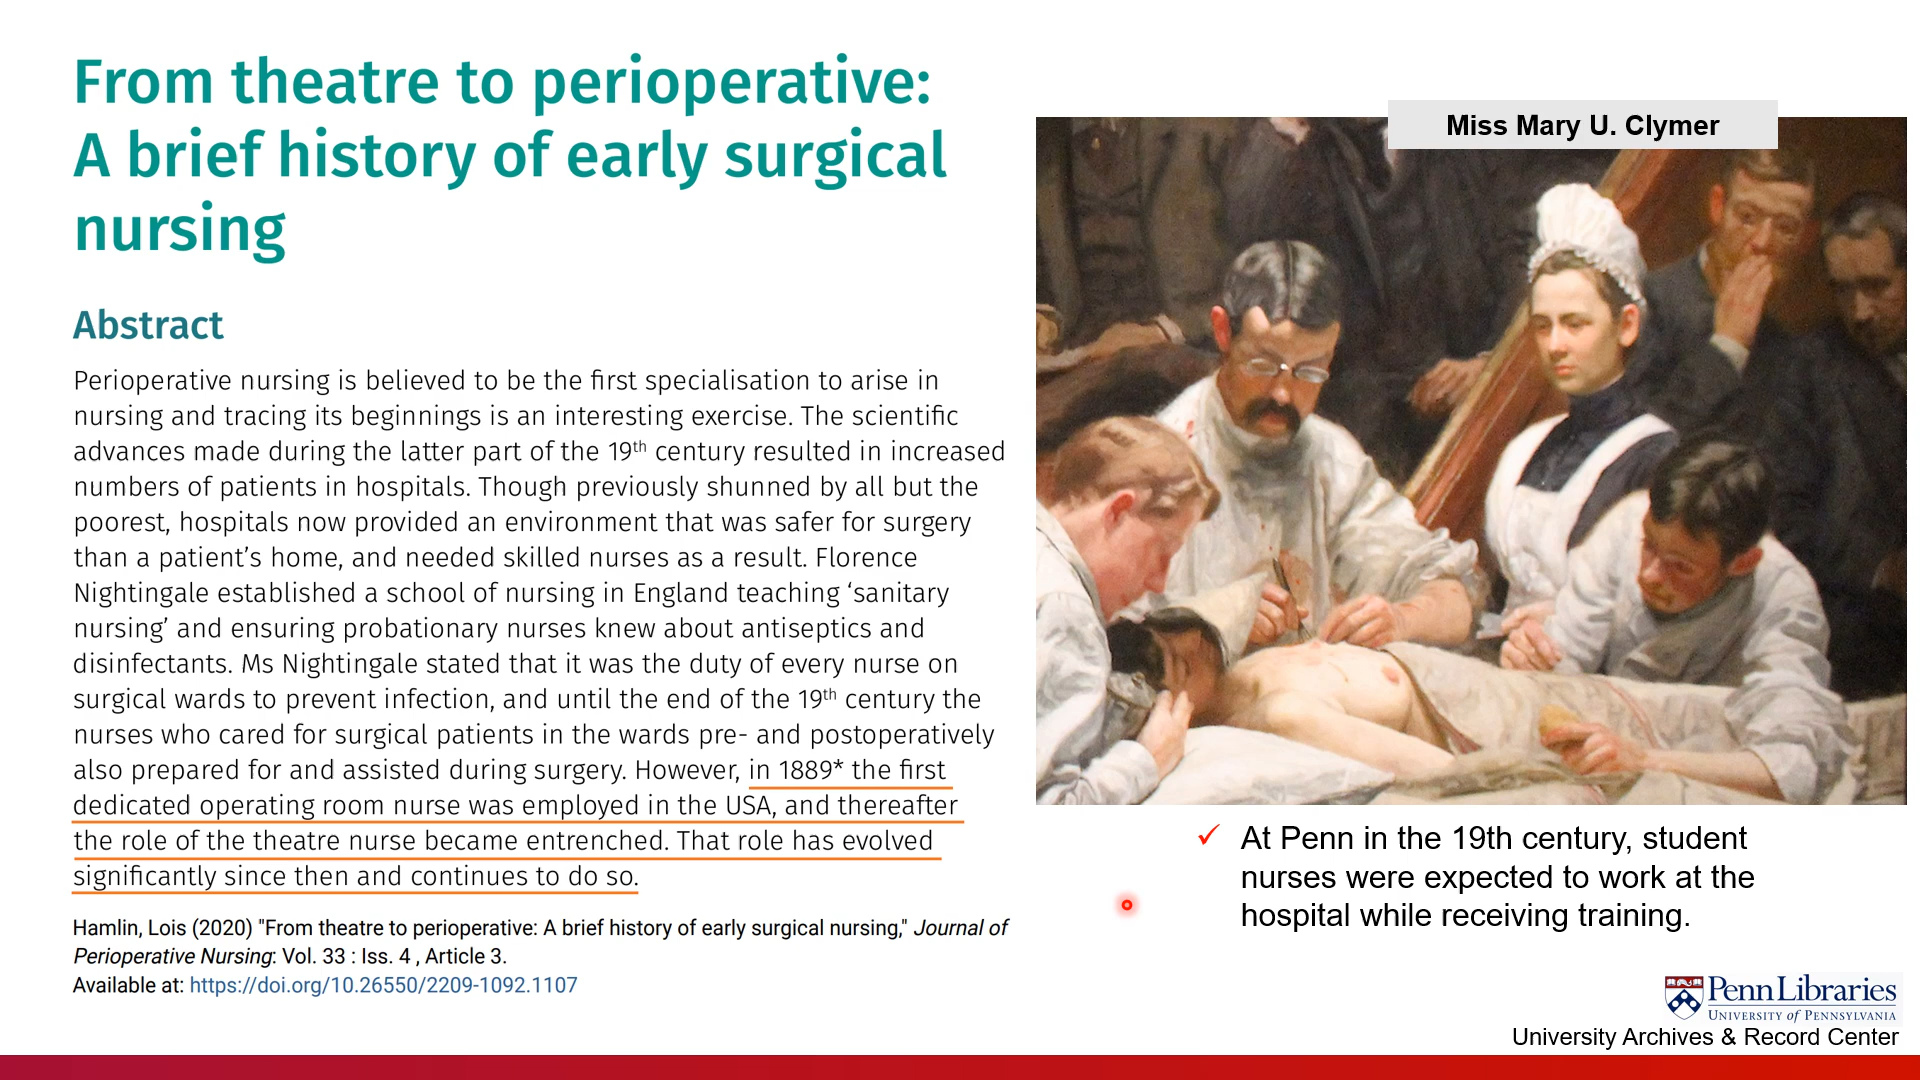 From theatre to perioperative:
A brief history of early surgical
nursing
Abstract
Perioperative nursing is believed to be the first specialisation to arise in
nursing and tracing its beginnings is an interesting exercise. The scientific
advances made during the latter part of the 19th century resulted in increased
numbers of patients in hospitals. Though previously shunned by all but the
poorest, hospitals now provided an environment that was safer for surgery
than a patient’s home, and needed skilled nurses as a result. Florence
Nightingale established a school of nursing in England teaching ‘sanitary
nursing’ and ensuring probationary nurses knew about antiseptics and
disinfectants. Ms Nightingale stated that it was the duty of every nurse on
surgical wards to prevent infection, and until the end of the 19th century the
nurses who cared for surgical patients in the wards pre- and postoperatively
also prepared for and assisted during surgery. However, in 1889* the first
dedicated operating room nurse was employed in the USA, and thereafter
the role of the theatre nurse became entrenched. That role has evolved
significantly since then and continues to do so.
Hamlin, Lois (2020) "From theatre to perioperative: A brief history of early surgical nursing," Journal of
Perioperative Nursing: Vol. 33 : Iss. 4 , Article 3.
Available at: https://doi.org/10.26550/2209-1092.1107
Miss Mary U. Clymer
✓ At Penn in the 19th century, student
nurses were expected to work at the
hospital while receiving training.
Penn Libraries
UNIVERSITY of PENNSYLVANIA
University Archives & Record Center